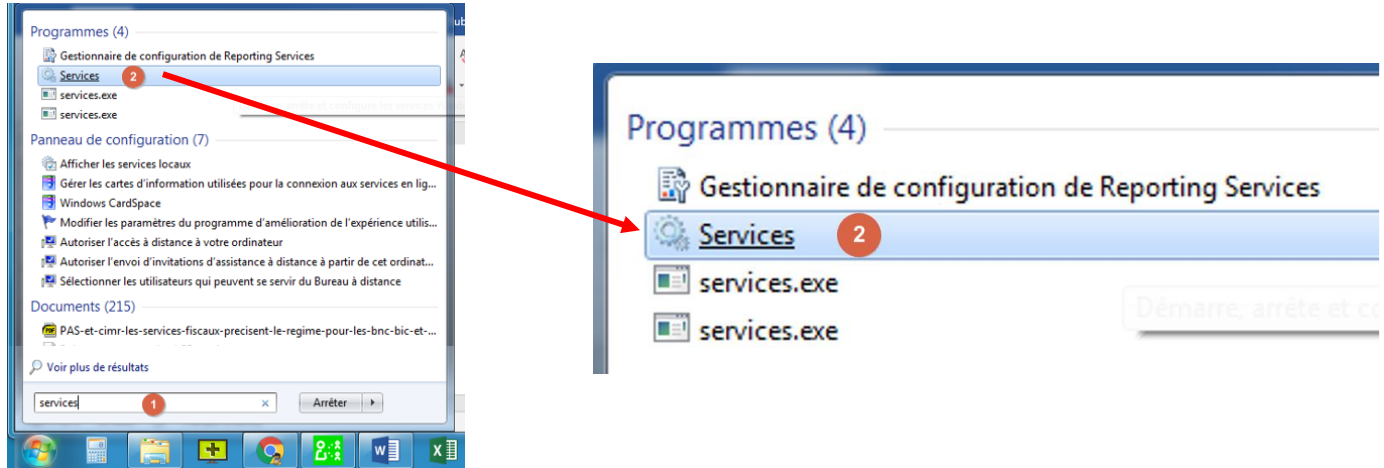 Programmes (4)
Gestionnaire de configuration de Reporting Services
Services 2
services.exe
services.exe
Panneau de configuration (7)
Afficher les services locaux
Gérer les cartes d'information utilisées pour la connexion aux services en lig...
Windows CardSpace
Modifier les paramètres du programme d'amélioration de l'expérience utilis...
Autoriser l'accès à distance à votre ordinateur
Autoriser l'envoi d'invitations d'assistance à distance à partir de cet ordinat...
Sélectionner les utilisateurs qui peuvent se servir du Bureau à distance
Documents (215)
PAS-et-cimr-les-services-fiscaux-precisent-le-regime-pour-les-bnc-bic-et-...
Voir plus de résultats
services 1
Arrêter
Programmes (4)
Gestionnaire de configuration de Reporting Services
Services 2
services.exe
Démarre, arrête et co
services.exe